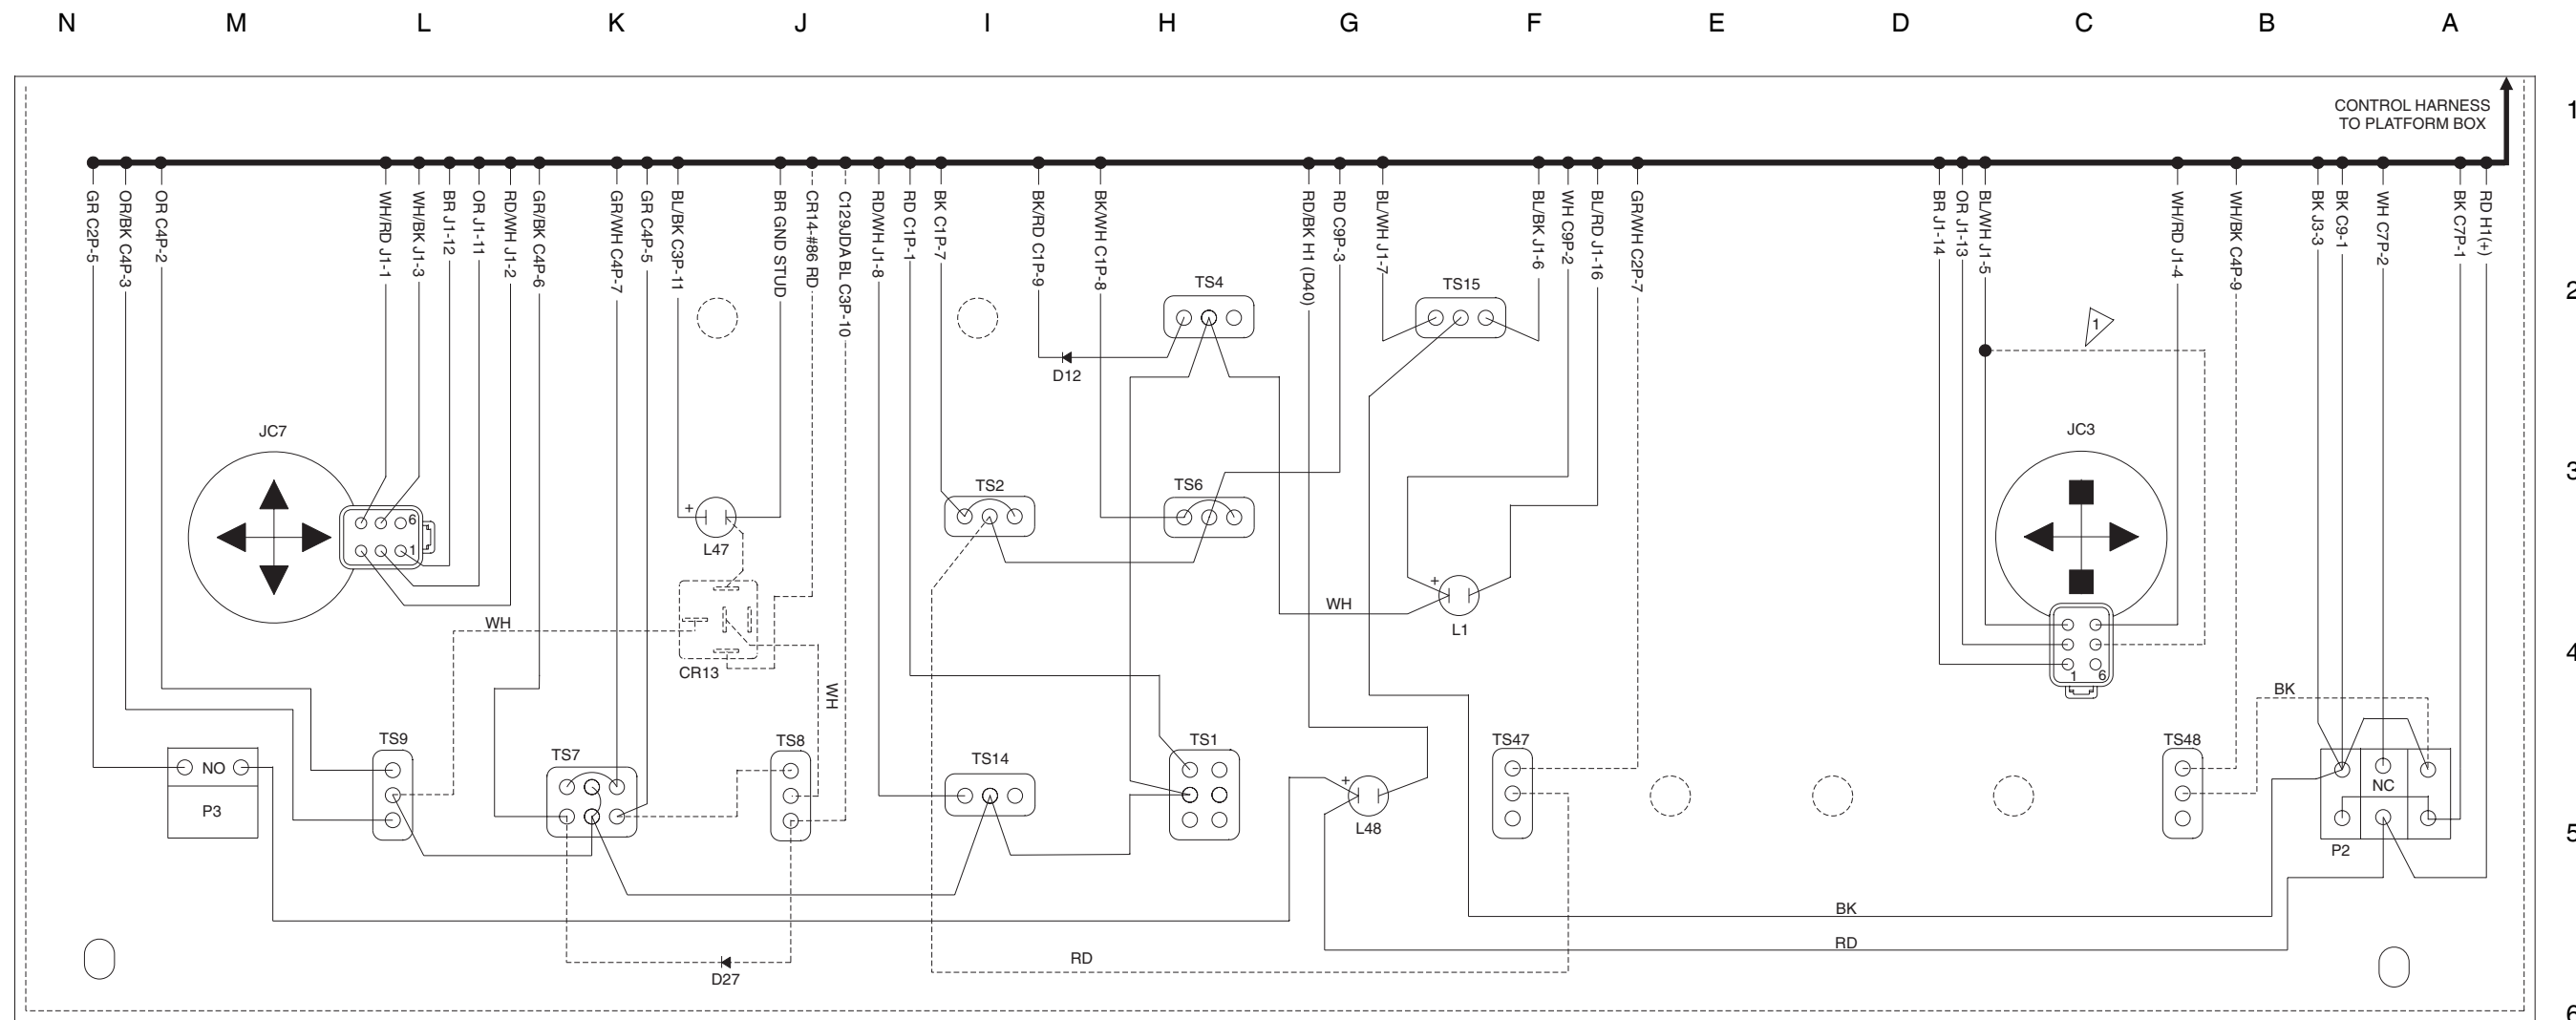 N M L K J I H G F E D C B A
CONTROL HARNESS
TO PLATFORM BOX
1
GR C2P-5
OR/BK C4P-3
OR C4P-2
WH/RD J1-1
WH/BK J1-3
BR J1-12
OR J1-11
RD/WH J1-2
GR/BK C4P-6
GR/WH C4P-7
GR C4P-5
BL/BK C3P-11
BR GND STUD
CR14-#86 RD
C129JDA BL C3P-10
RD/WH J1-8
RD C1P-1
BK C1P-7
BK/RD C1P-9
BK/WH C1P-8
RD/BK H1 (D40)
RD C9P-3
BL/WH J1-7
BL/BK J1-6
WH C9P-2
BL/RD J1-16
GR/WH C2P-7
BR J1-14
OR J1-13
BL/WH J1-5
WH/RD J1-4
WH/BK C4P-9
BK J3-3
BK C9-1
WH C7P-2
BK C7P-1
RD H1(+)
TS4
TS15
2
1
D12
JC7
JC3
3
TS2
TS6
+
6
1
L47
+
WH
L1
WH
CR13
4
1 6
WH
BK
TS9
TS7
TS8
TS14
TS1
TS47
TS48
NO
+
NC
P3
L48
5
P2
BK
RD
RD
D27
6